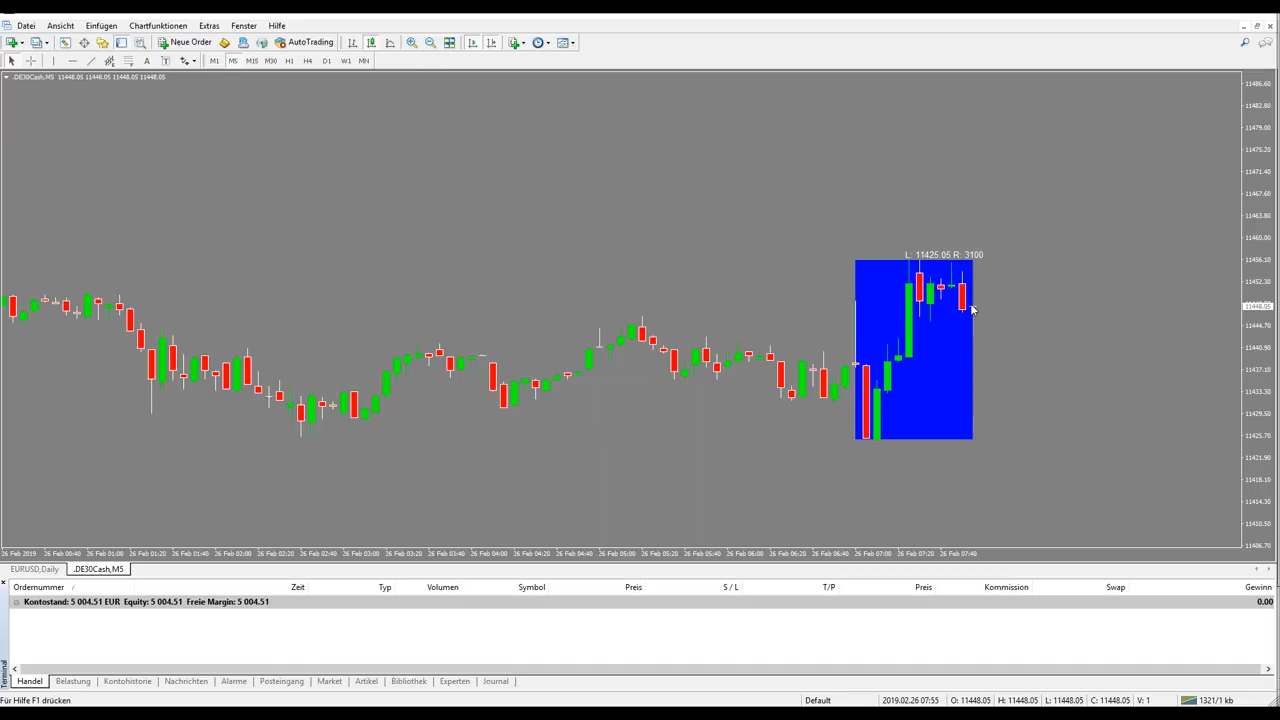 Datei Ansicht Einfügen Chartfunktionen Extras Fenster Hilfe
Neue Order AutoTrading
A T M1 M5 M15 M30 H1 H4 D1 W1 MN
.DE30Cash,M5 11448.05 11448.05 11448.05 11448.05
11486.60
11482.80
11479.00
11475.20
11471.40
11467.60
11463.80
11460.00
L: 11425.05 R: 3100
11456.10
11452.30
11448.05
11444.70
11440.90
11437.10
11433.30
11429.50
11425.70
11421.90
11418.10
11414.30
11410.50
11406.70
26 Feb 2019 26 Feb 00:40 26 Feb 01:00 26 Feb 01:20 26 Feb 01:40 26 Feb 02:00 26 Feb 02:20 26 Feb 02:40 26 Feb 03:00 26 Feb 03:20 26 Feb 03:40 26 Feb 04:00 26 Feb 04:20 26 Feb 04:40 26 Feb 05:00 26 Feb 05:20 26 Feb 05:40 26 Feb 06:00 26 Feb 06:20 26 Feb 06:40 26 Feb 07:00 26 Feb 07:20 26 Feb 07:40
EURUSD,Daily .DE30Cash,M5
Ordernummer / Zeit Typ Volumen Symbol Preis S / L T/P Preis Kommission Swap Gewinn
Kontostand: 5 004.51 EUR Equity: 5 004.51 Freie Margin: 5 004.51 0.00
Terminal
Handel Belastung Kontohistorie Nachrichten Alarme Posteingang Market Artikel Bibliothek Experten Journal
Für Hilfe F1 drücken Default 2019.02.26 07:55 O: 11448.05 H: 11448.05 L: 11448.05 C: 11448.05 V: 1 1321/1 kb